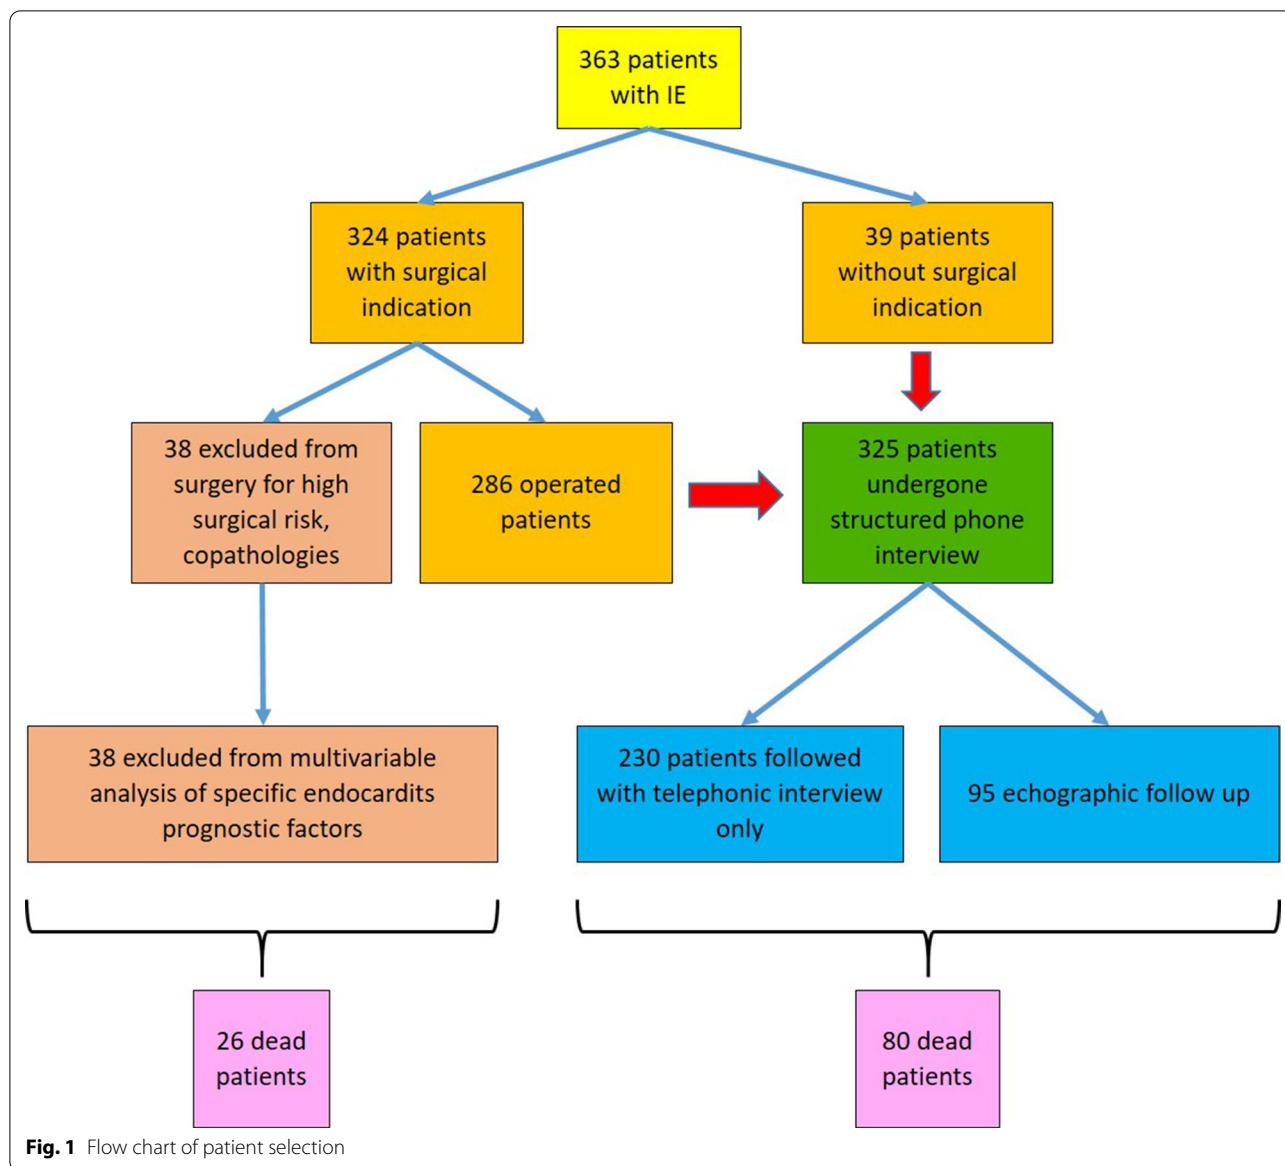 363 patients
with IE
324 patients
with surgical
indication
39 patients
without surgical
indication
38 excluded from
surgery for high
surgical risk,
copathologies
286 operated
patients
325 patients
undergone
structured phone
interview
38 excluded from multivariable
analysis of specific endocardits
prognostic factors
230 patients followed
with telephonic interview
only
95 echographic follow up
26 dead
patients
80 dead
patients
Fig. 1 Flow chart of patient selection